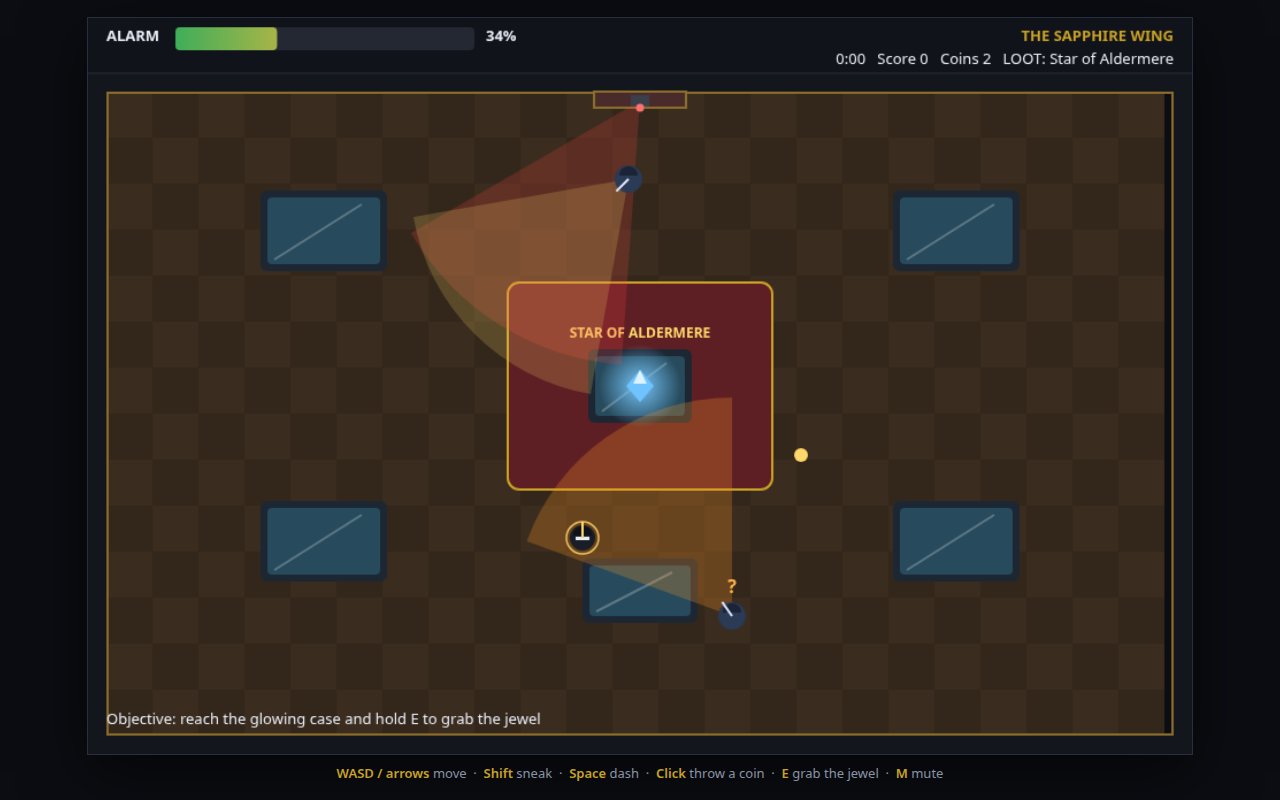 ALARM 34% THE SAPPHIRE WING
0:00 Score 0 Coins 2 LOOT: Star of Aldermere
STAR OF ALDERMERE
?
Objective: reach the glowing case and hold E to grab the jewel
WASD / arrows move · Shift sneak · Space dash · Click throw a coin · E grab the jewel · M mute